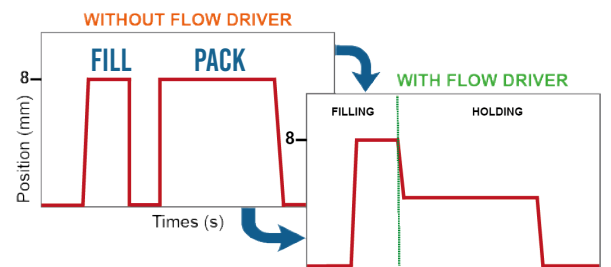 WITHOUT FLOW DRIVER
FILL PACK
8
Position (mm)
Times (s)
WITH FLOW DRIVER
FILLING HOLDING
8